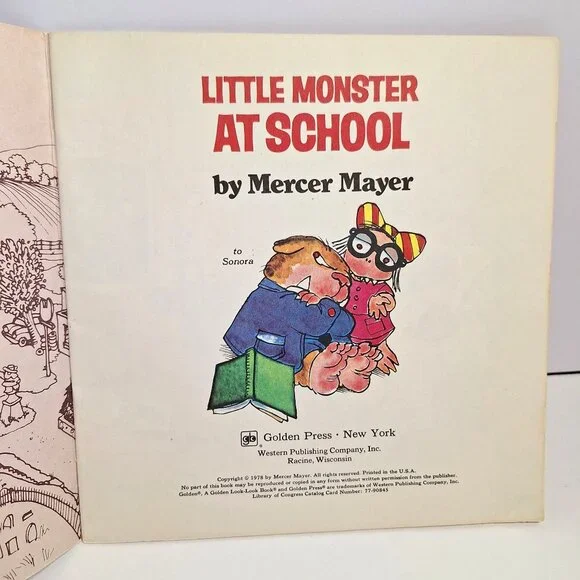 LITTLE MONSTER
AT SCHOOL
by Mercer Mayer
to
Sonora
Golden Press · New York
Western Publishing Company, Inc.
Racine, Wisconsin
Copyright © 1978 by Mercer Mayer. All rights reserved. Printed in the U.S.A.
No part of this book may be reproduced or copied in any form without written permission from the publisher.
Golden®, A Golden Look-Look Book® and Golden Press® are trademarks of Western Publishing Company, Inc.
Library of Congress Catalog Card Number: 77-90845